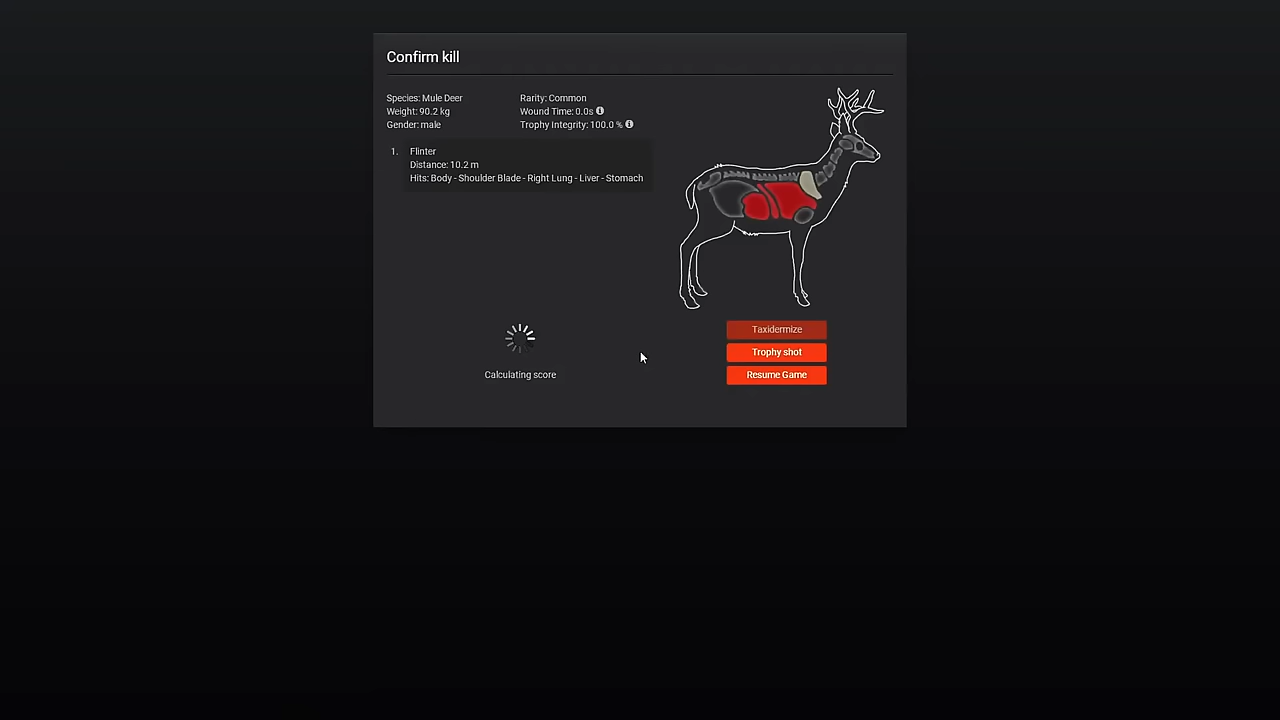 Confirm kill
Species: Mule Deer
Weight: 90.2 kg
Gender: male
Rarity: Common
Wound Time: 0.0s
Trophy Integrity: 100.0 %
1. Flinter
Distance: 10.2 m
Hits: Body - Shoulder Blade - Right Lung - Liver - Stomach
Calculating score
Taxidermize
Trophy shot
Resume Game